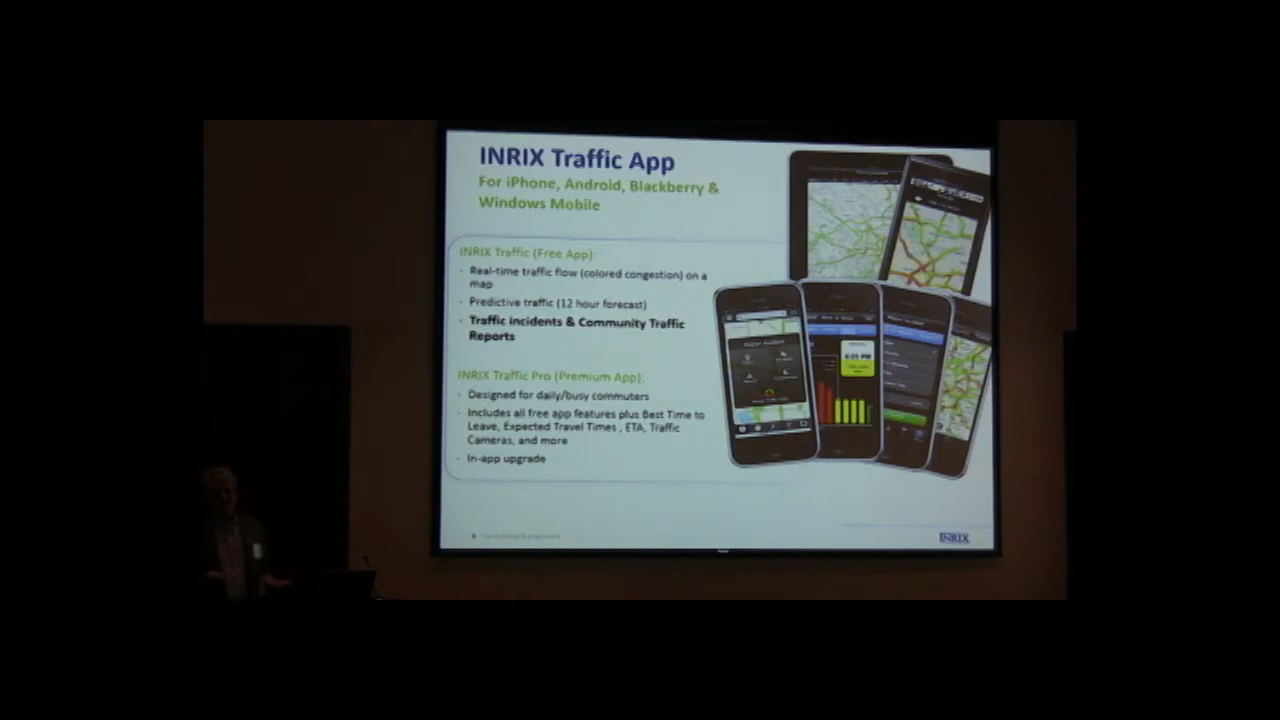 INRIX Traffic App
For iPhone, Android, Blackberry &
Windows Mobile
INRIX Traffic (Free App):
· Real-time traffic flow (colored congestion) on a
map
· Predictive traffic (12 hour forecast)
· Traffic incidents & Community Traffic
Reports
INRIX Traffic Pro (Premium App):
· Designed for daily/busy commuters
· Includes all free app features plus Best Time to
Leave, Expected Travel Times , ETA, Traffic
Cameras, and more
· In-app upgrade
INRIX